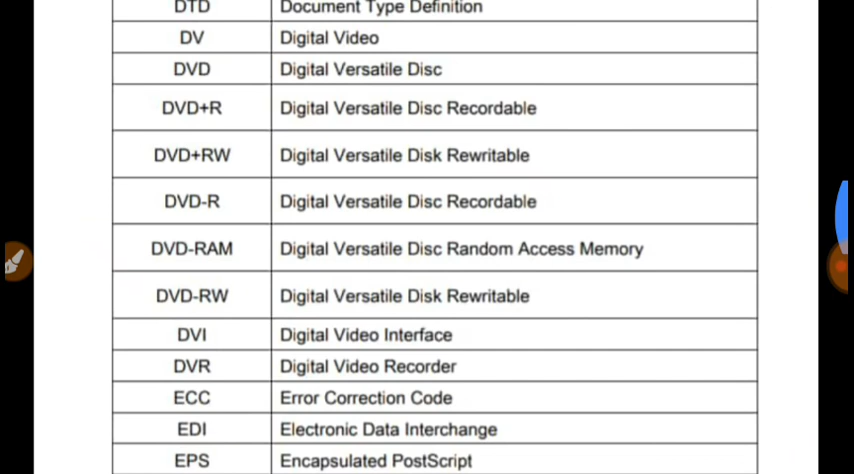 DTD Document Type Definition
DV Digital Video
DVD Digital Versatile Disc
DVD+R Digital Versatile Disc Recordable
DVD+RW Digital Versatile Disk Rewritable
DVD-R Digital Versatile Disc Recordable
DVD-RAM Digital Versatile Disc Random Access Memory
DVD-RW Digital Versatile Disk Rewritable
DVI Digital Video Interface
DVR Digital Video Recorder
ECC Error Correction Code
EDI Electronic Data Interchange
EPS Encapsulated PostScript